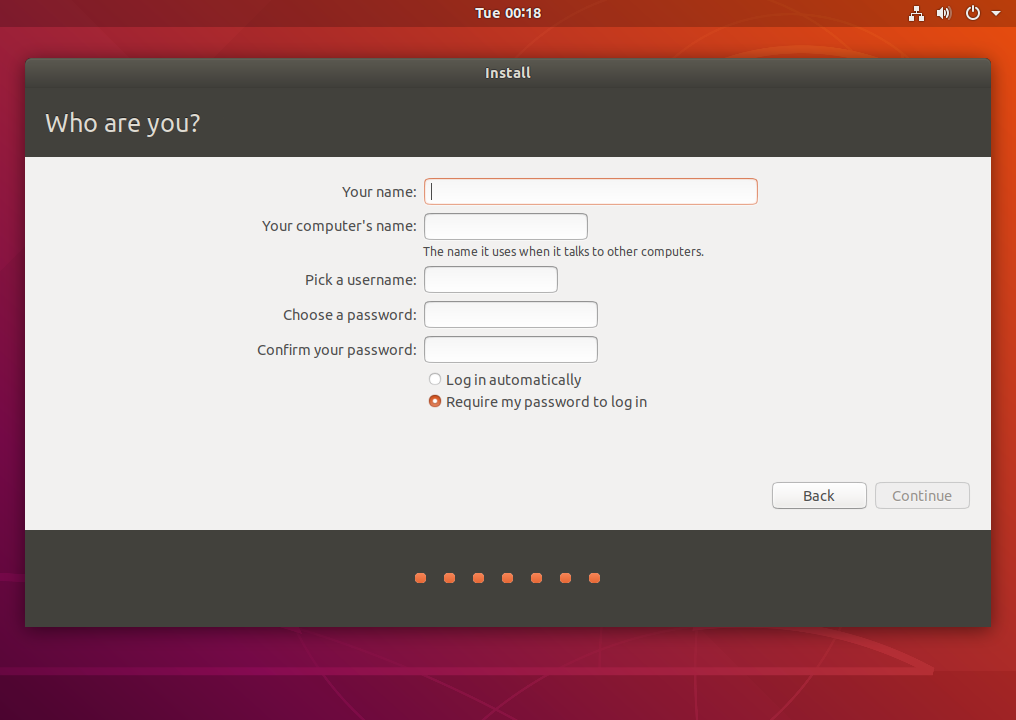 Tue 00:18
Install
Who are you?
Your name:
Your computer's name:
The name it uses when it talks to other computers.
Pick a username:
Choose a password:
Confirm your password:
Log in automatically
Require my password to log in
Back Continue